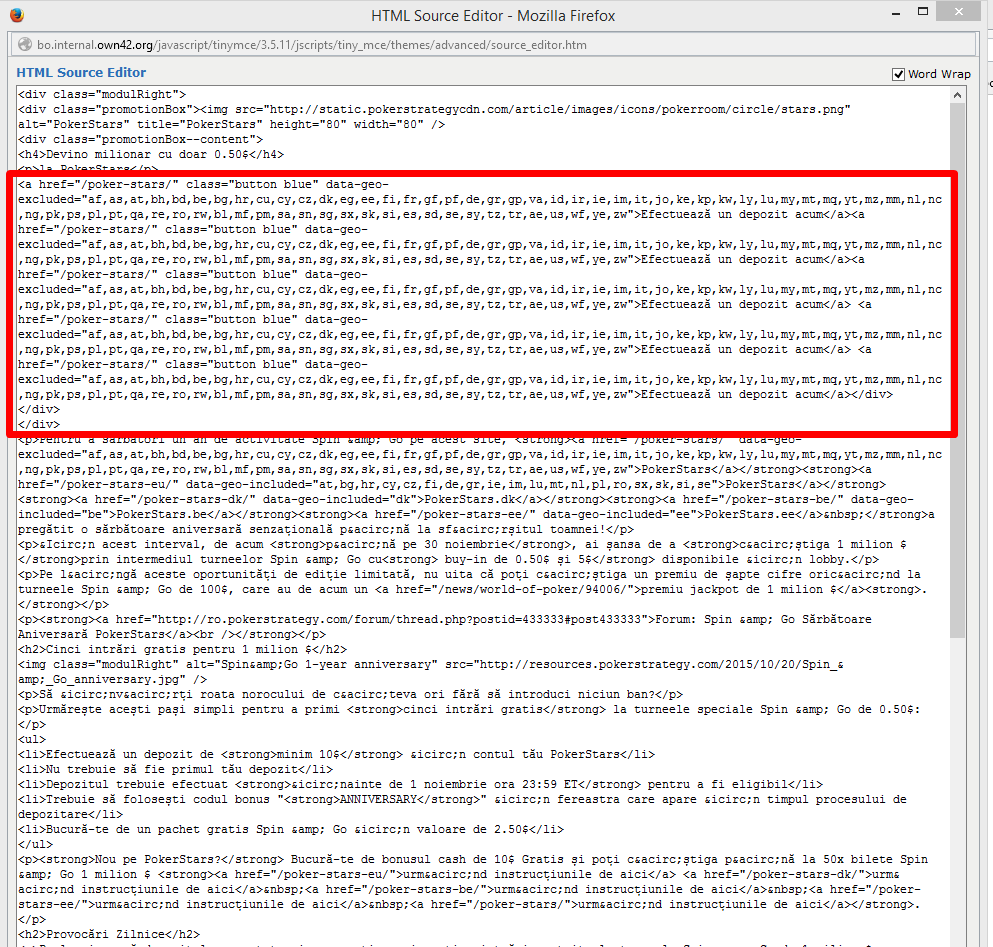 HTML Source Editor - Mozilla Firefox
bo.internal.own42.org/javascript/tinymce/3.5.11/jscripts/tiny_mce/themes/advanced/source_editor.htm
HTML Source Editor
Word Wrap
<div class="modulRight">
<div class="promotionBox"><img src="http://static.pokerstrategycdn.com/article/images/icons/pokerroom/circle/stars.png"
alt="PokerStars" title="PokerStars" height="80" width="80" />
<div class="promotionBox--content">
<h4>Devino milionar cu doar 0.50$</h4>
<p>la PokerStars</p>
<a href="/poker-stars/" class="button blue" data-geo-
excluded="af,as,at,bh,bd,be,bg,hr,cu,cy,cz,dk,eg,ee,fi,fr,gf,pf,de,gr,gp,va,id,ir,ie,im,it,jo,ke,kp,kw,ly,lu,my,mt,mq,yt,mz,mm,nl,nc
,ng,pk,ps,pl,pt,qa,re,ro,rw,bl,mf,pm,sa,sn,sg,sx,sk,si,es,sd,se,sy,tz,tr,ae,us,wf,ye,zw">Efectuează un depozit acum</a><a
href="/poker-stars/" class="button blue" data-geo-
excluded="af,as,at,bh,bd,be,bg,hr,cu,cy,cz,dk,eg,ee,fi,fr,gf,pf,de,gr,gp,va,id,ir,ie,im,it,jo,ke,kp,kw,ly,lu,my,mt,mq,yt,mz,mm,nl,nc
,ng,pk,ps,pl,pt,qa,re,ro,rw,bl,mf,pm,sa,sn,sg,sx,sk,si,es,sd,se,sy,tz,tr,ae,us,wf,ye,zw">Efectuează un depozit acum</a><a
href="/poker-stars/" class="button blue" data-geo-
excluded="af,as,at,bh,bd,be,bg,hr,cu,cy,cz,dk,eg,ee,fi,fr,gf,pf,de,gr,gp,va,id,ir,ie,im,it,jo,ke,kp,kw,ly,lu,my,mt,mq,yt,mz,mm,nl,nc
,ng,pk,ps,pl,pt,qa,re,ro,rw,bl,mf,pm,sa,sn,sg,sx,sk,si,es,sd,se,sy,tz,tr,ae,us,wf,ye,zw">Efectuează un depozit acum</a> <a
href="/poker-stars/" class="button blue" data-geo-
excluded="af,as,at,bh,bd,be,bg,hr,cu,cy,cz,dk,eg,ee,fi,fr,gf,pf,de,gr,gp,va,id,ir,ie,im,it,jo,ke,kp,kw,ly,lu,my,mt,mq,yt,mz,mm,nl,nc
,ng,pk,ps,pl,pt,qa,re,ro,rw,bl,mf,pm,sa,sn,sg,sx,sk,si,es,sd,se,sy,tz,tr,ae,us,wf,ye,zw">Efectuează un depozit acum</a> <a
href="/poker-stars/" class="button blue" data-geo-
excluded="af,as,at,bh,bd,be,bg,hr,cu,cy,cz,dk,eg,ee,fi,fr,gf,pf,de,gr,gp,va,id,ir,ie,im,it,jo,ke,kp,kw,ly,lu,my,mt,mq,yt,mz,mm,nl,nc
,ng,pk,ps,pl,pt,qa,re,ro,rw,bl,mf,pm,sa,sn,sg,sx,sk,si,es,sd,se,sy,tz,tr,ae,us,wf,ye,zw">Efectuează un depozit acum</a></div>
</div>
</div>
<p>Pentru a sărbători un an de activitate Spin &amp; Go pe acest site, <strong><a href="/poker-stars/" data-geo-
excluded="af,as,at,bh,bd,be,bg,hr,cu,cy,cz,dk,eg,ee,fi,fr,gf,pf,de,gr,gp,va,id,ir,ie,im,it,jo,ke,kp,kw,ly,lu,my,mt,mq,yt,mz,mm,nl,nc
,ng,pk,ps,pl,pt,qa,re,ro,rw,bl,mf,pm,sa,sn,sg,sx,sk,si,es,sd,se,sy,tz,tr,ae,us,wf,ye,zw">PokerStars</a></strong><strong><a
href="/poker-stars-eu/" data-geo-included="at,bg,hr,cy,cz,fi,de,gr,ie,im,lu,mt,nl,pl,ro,sx,sk,si,se">PokerStars</a></strong>
<strong><a href="/poker-stars-dk/" data-geo-included="dk">PokerStars.dk</a></strong><strong><a href="/poker-stars-be/" data-geo-
included="be">PokerStars.be</a></strong><strong><a href="/poker-stars-ee/" data-geo-included="ee">PokerStars.ee</a>&nbsp;</strong>a
pregătit o sărbătoare aniversară senzațională p&acirc;nă la sf&acirc;rșitul toamnei!</p>
<p>&Icirc;n acest interval, de acum <strong>p&acirc;nă pe 30 noiembrie</strong>, ai șansa de a <strong>c&acirc;știga 1 milion $
</strong>prin intermediul turneelor Spin &amp; Go cu<strong> buy-in de 0.50$ și 5$</strong> disponibile &icirc;n lobby.</p>
<p>Pe l&acirc;ngă aceste oportunități de ediție limitată, nu uita că poți c&acirc;știga un premiu de șapte cifre oric&acirc;nd la
turneele Spin &amp; Go de 100$, care au de acum un <a href="/news/world-of-poker/94006/">premiu jackpot de 1 milion $</a><strong>.
</strong></p>
<p><strong><a href="http://ro.pokerstrategy.com/forum/thread.php?postid=433333#post433333">Forum: Spin &amp; Go Sărbătoare
Aniversară PokerStars</a><br /></strong></p>
<h2>Cinci intrări gratis pentru 1 milion $</h2>
<img class="modulRight" alt="Spin&amp;Go 1-year anniversary" src="http://resources.pokerstrategy.com/2015/10/20/Spin_&
amp;_Go_anniversary.jpg" />
<p>Să &icirc;nv&acirc;rți roata norocului de c&acirc;teva ori fără să introduci niciun ban?</p>
<p>Urmărește acești pași simpli pentru a primi <strong>cinci intrări gratis</strong> la turneele speciale Spin &amp; Go de 0.50$:
</p>
<ul>
<li>Efectuează un depozit de <strong>minim 10$</strong> &icirc;n contul tău PokerStars</li>
<li>Nu trebuie să fie primul tău depozit</li>
<li>Depozitul trebuie efectuat <strong>&icirc;nainte de 1 noiembrie ora 23:59 ET</strong> pentru a fi eligibil</li>
<li>Trebuie să folosești codul bonus "<strong>ANNIVERSARY</strong>" &icirc;n fereastra care apare &icirc;n timpul procesului de
depozitare</li>
<li>Bucură-te de un pachet gratis Spin &amp; Go &icirc;n valoare de 2.50$</li>
</ul>
<p><strong>Nou pe PokerStars?</strong> Bucură-te de bonusul cash de 10$ Gratis și poți c&acirc;știga p&acirc;nă la 50x bilete Spin
&amp; Go 1 milion $ <strong><a href="/poker-stars-eu/">urm&acirc;nd instrucțiunile de aici</a> <a href="/poker-stars-dk/">urm&
acirc;nd instrucțiunile de aici</a>&nbsp;<a href="/poker-stars-be/">urm&acirc;nd instrucțiunile de aici</a>&nbsp;<a href="/poker-
stars-ee/">urm&acirc;nd instrucțiunile de aici</a>&nbsp;<a href="/poker-stars/">urm&acirc;nd instrucțiunile de aici</a></strong>.
</p>
<h2>Provocări Zilnice</h2>